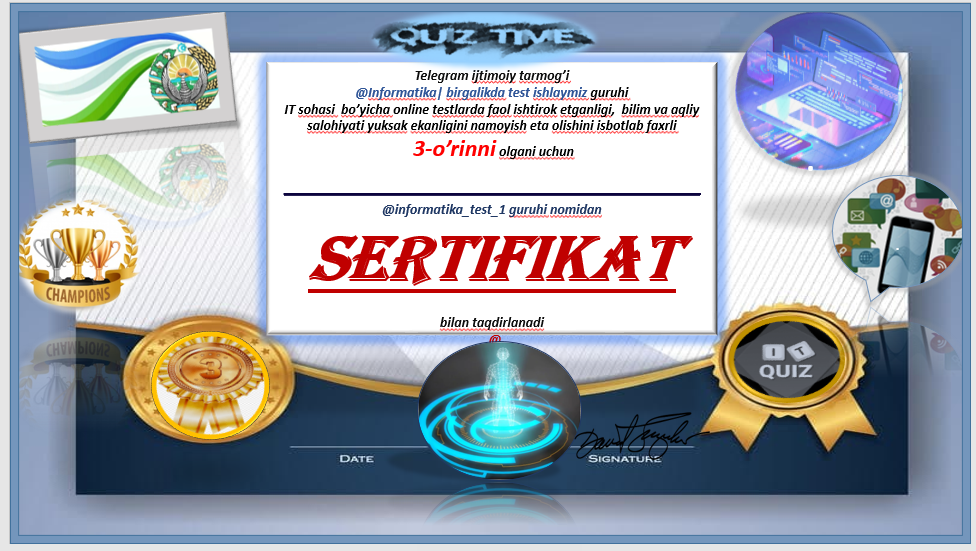 QUIZ TIME
Telegram ijtimoiy tarmog’i
@Informatika| birgalikda test ishlaymiz guruhi
IT sohasi bo’yicha online testlarda faol ishtirok etganligi, bilim va aqliy
salohiyati yuksak ekanligini namoyish eta olishini isbotlab faxrli
3-o’rinni olgani uchun
@informatika_test_1 guruhi nomidan
SERTIFIKAT
bilan taqdirlanadi
@
CHAMPIONS
3
IT
QUIZ
DATE
SIGNATURE